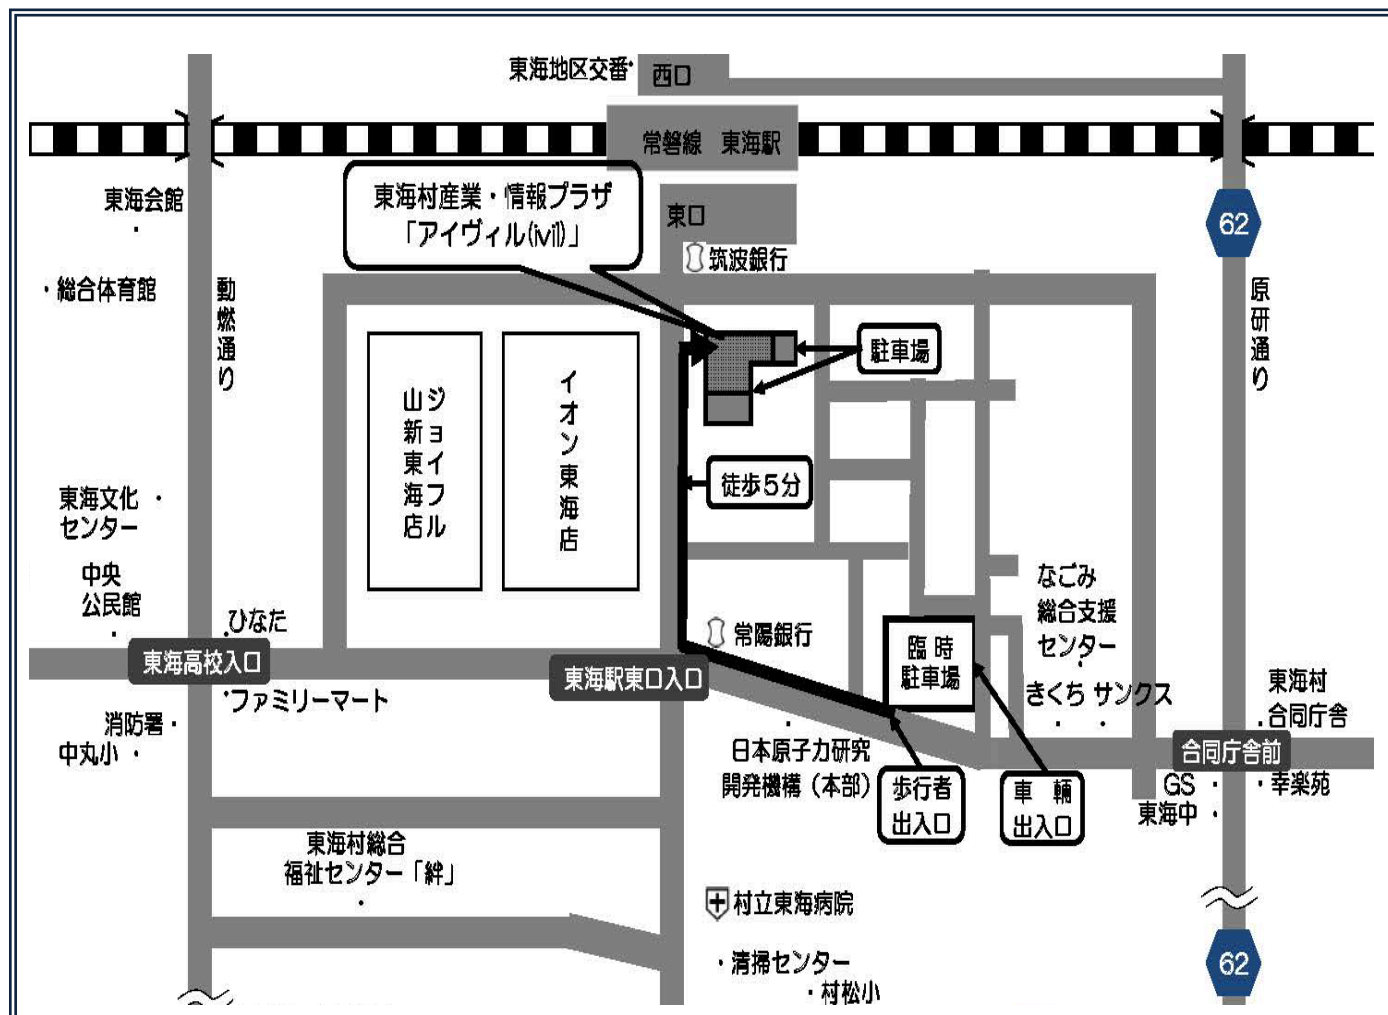 東海地区交番
西口
常磐線 東海駅
東海村産業・情報プラザ
「アイヴィル(ivil)」
東口
筑波銀行
62
東海会館
・総合体育館
動燃通り
原研通り
駐車場
ジョイフル
山新東海店
イオン東海店
徒歩5分
東海文化
センター
中央
公民館
ひなた
東海高校入口
ファミリーマート
消防署
中丸小
常陽銀行
東海駅東口入口
臨時
駐車場
なごみ
総合支援
センター
きくち サンクス
東海村
合同庁舎
合同庁舎前
GS
幸楽苑
東海中
日本原子力研究
開発機構(本部)
歩行者
出入口
車輛
出入口
東海村総合
福祉センター「絆」
村立東海病院
・清掃センター
・村松小
62